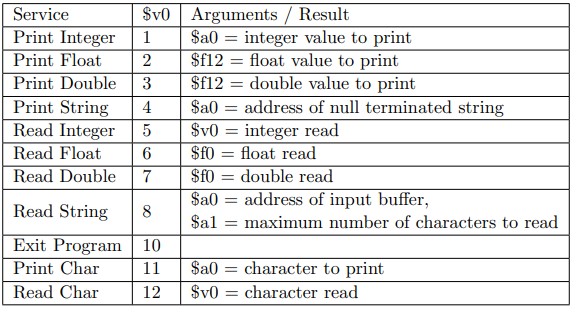 Service $v0 Arguments / Result
Print Integer 1 $a0 = integer value to print
Print Float 2 $f12 = float value to print
Print Double 3 $f12 = double value to print
Print String 4 $a0 = address of null terminated string
Read Integer 5 $v0 = integer read
Read Float 6 $f0 = float read
Read Double 7 $f0 = double read
Read String 8 $a0 = address of input buffer,
$a1 = maximum number of characters to read
Exit Program 10
Print Char 11 $a0 = character to print
Read Char 12 $v0 = character read